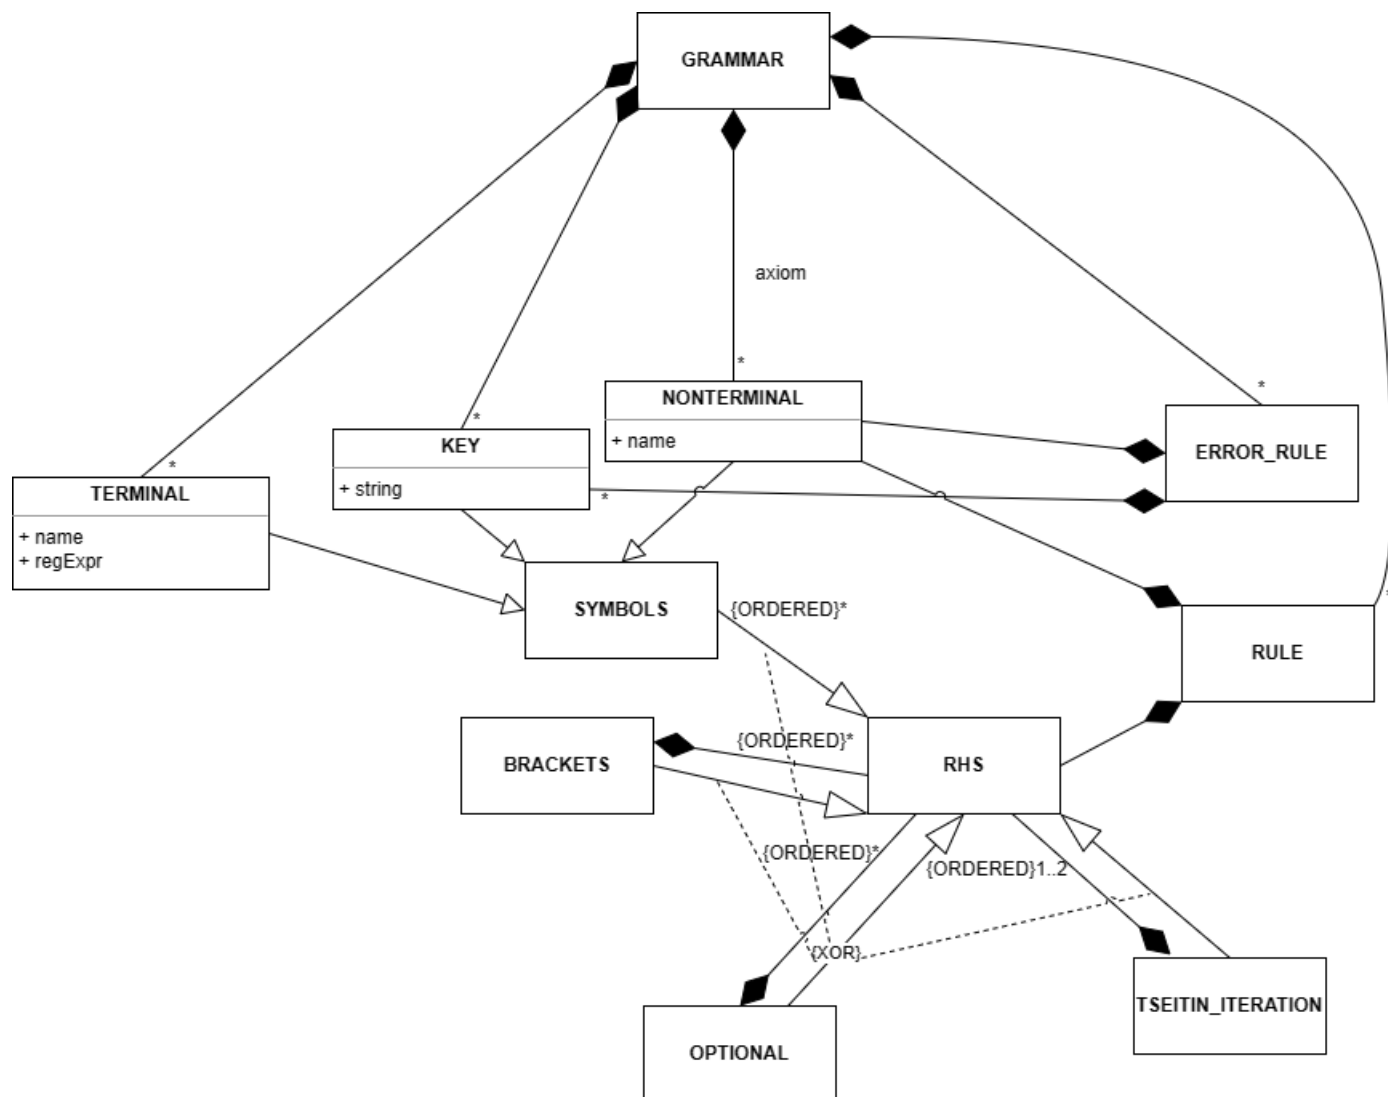 GRAMMAR
axiom
*
*
NONTERMINAL
+ name
*
KEY
+ string
*
ERROR_RULE
*
TERMINAL
+ name
+ regExpr
*
SYMBOLS
{ORDERED}*
*
RULE
{ORDERED}*
BRACKETS
RHS
{ORDERED}*
{ORDERED}1..2
{XOR}
TSEITIN_ITERATION
OPTIONAL